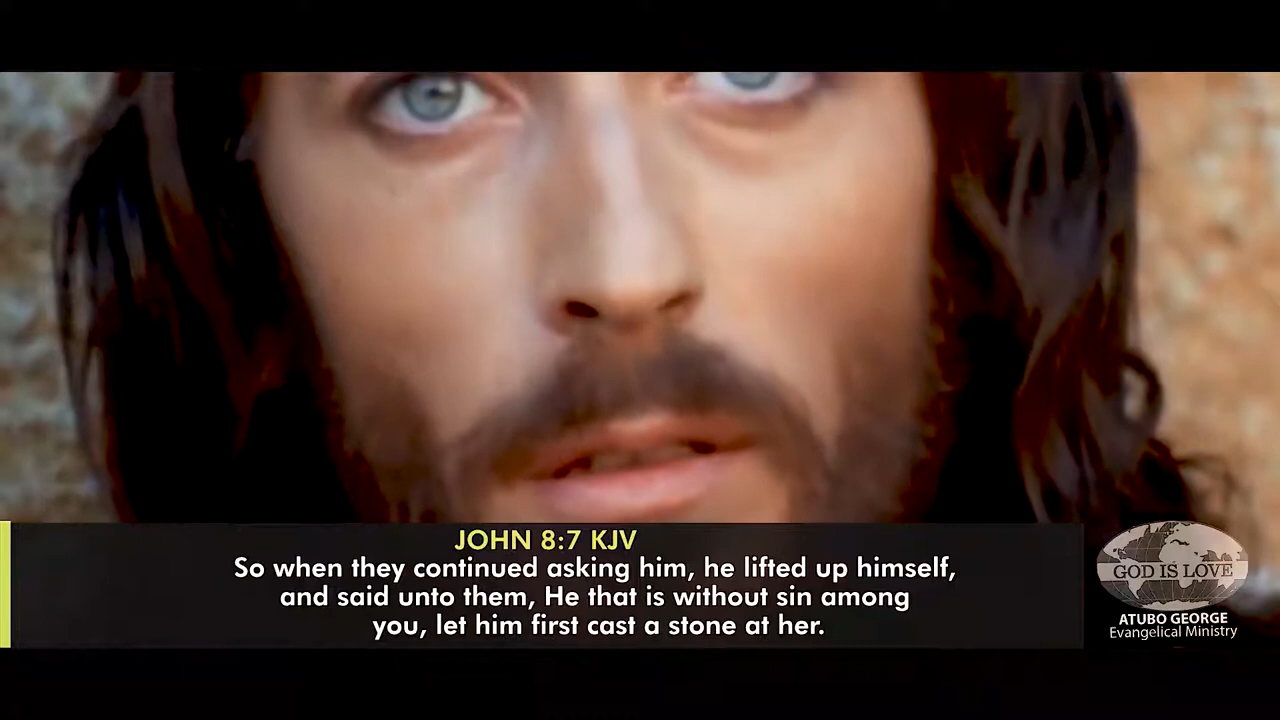 JOHN 8:7 KJV
So when they continued asking him, he lifted up himself,
and said unto them, He that is without sin among
you, let him first cast a stone at her.
GOD IS LOVE
ATUBO GEORGE
Evangelical Ministry